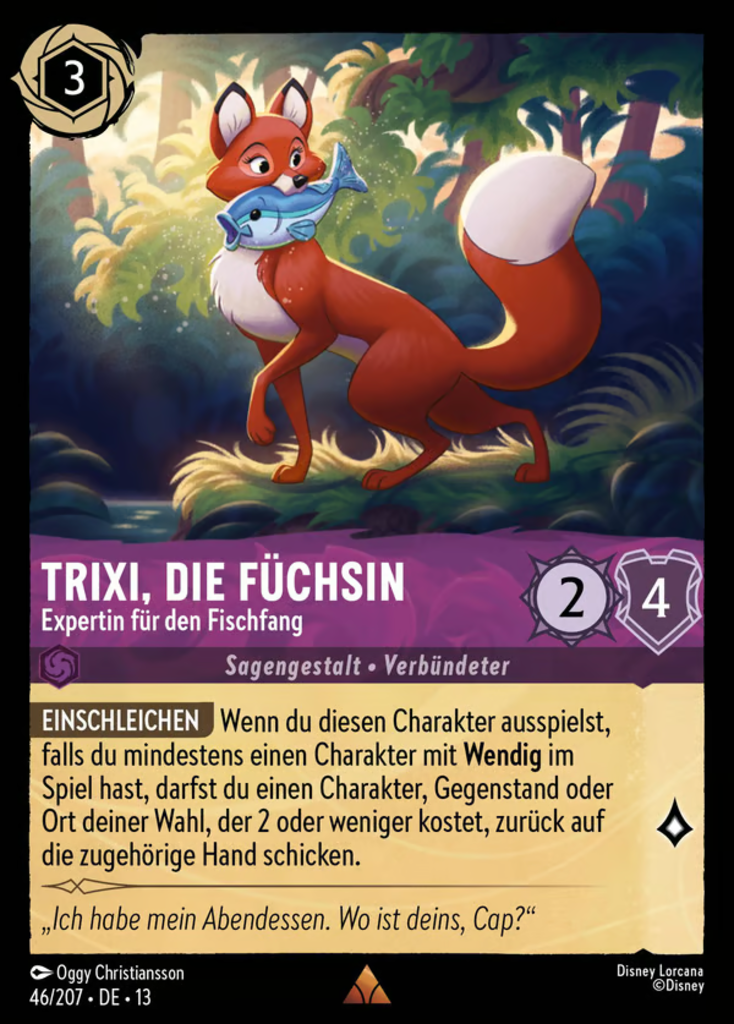 3
TRIXI, DIE FÜCHSIN
Expertin für den Fischfang
2
4
Sagengestalt • Verbündeter
EINSCHLEICHEN Wenn du diesen Charakter ausspielst,
falls du mindestens einen Charakter mit Wendig im
Spiel hast, darfst du einen Charakter, Gegenstand oder
Ort deiner Wahl, der 2 oder weniger kostet, zurück auf
die zugehörige Hand schicken.
„Ich habe mein Abendessen. Wo ist deins, Cap?“
Oggy Christiansson
46/207 • DE • 13
Disney Lorcana
©Disney